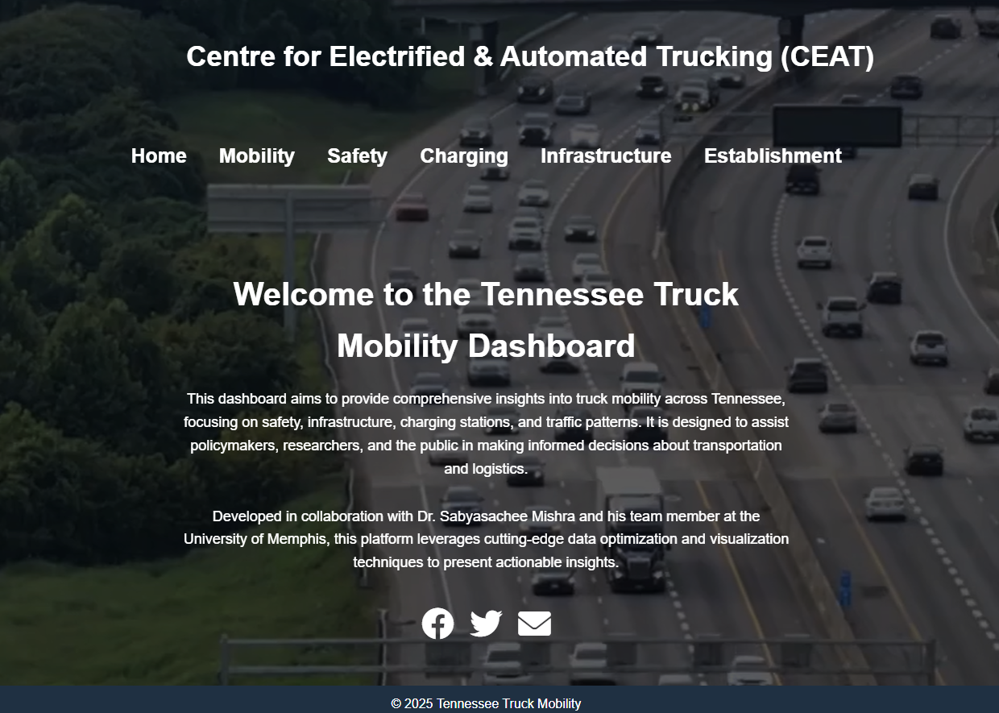 Centre for Electrified & Automated Trucking (CEAT)
Home Mobility Safety Charging Infrastructure Establishment
Welcome to the Tennessee Truck
Mobility Dashboard
This dashboard aims to provide comprehensive insights into truck mobility across Tennessee,
focusing on safety, infrastructure, charging stations, and traffic patterns. It is designed to assist
policymakers, researchers, and the public in making informed decisions about transportation
and logistics.
Developed in collaboration with Dr. Sabyasachee Mishra and his team member at the
University of Memphis, this platform leverages cutting-edge data optimization and visualization
techniques to present actionable insights.
© 2025 Tennessee Truck Mobility